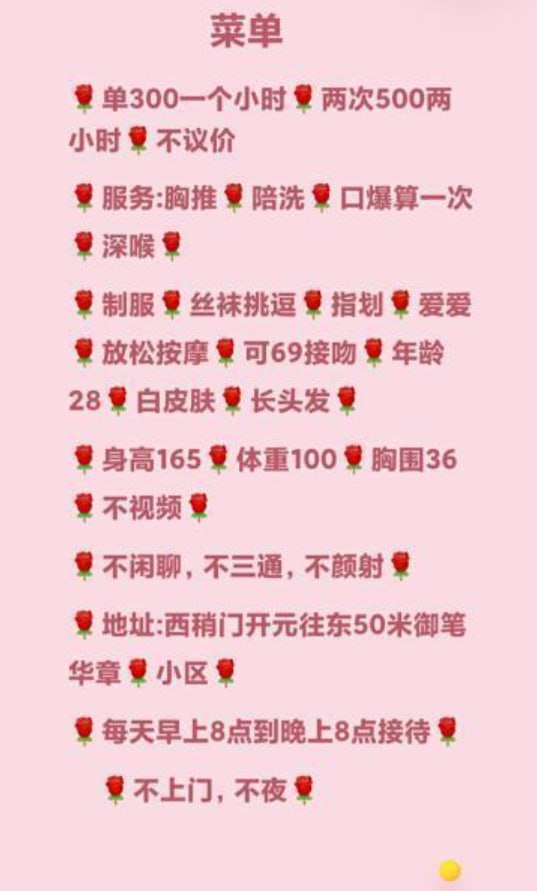 菜单
🌹单300一个小时🌹两次500两
小时🌹不议价
🌹服务:胸推🌹陪洗🌹口爆算一次
🌹深喉🌹
🌹制服🌹丝袜挑逗🌹指划🌹爱爱
🌹放松按摩🌹可69接吻🌹年龄
28🌹白皮肤🌹长头发🌹
🌹身高165🌹体重100🌹胸围36
🌹不视频🌹
🌹不闲聊，不三通，不颜射🌹
🌹地址:西稍门开元往东50米御笔
华章🌹小区🌹
🌹每天早上8点到晚上8点接待🌹
🌹不上门，不夜🌹